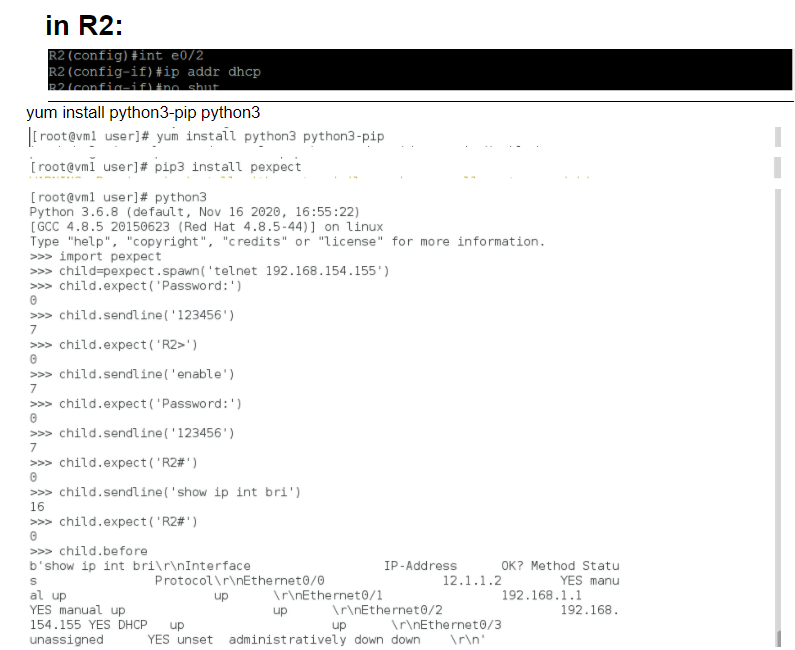 in R2:
R2(config)#int e0/2
R2(config-if)#ip addr dhcp
R2(config-if)#no shut
yum install python3-pip python3
[root@vm1 user]# yum install python3 python3-pip
[root@vm1 user]# pip3 install pexpect
[root@vm1 user]# python3
Python 3.6.8 (default, Nov 16 2020, 16:55:22)
[GCC 4.8.5 20150623 (Red Hat 4.8.5-44)] on linux
Type "help", "copyright", "credits" or "license" for more information.
>>> import pexpect
>>> child=pexpect.spawn('telnet 192.168.154.155')
>>> child.expect('Password:')
0
>>> child.sendline('123456')
7
>>> child.expect('R2>')
0
>>> child.sendline('enable')
7
>>> child.expect('Password:')
0
>>> child.sendline('123456')
7
>>> child.expect('R2#')
0
>>> child.sendline('show ip int bri')
16
>>> child.expect('R2#')
0
>>> child.before
b'show ip int bri\r\nInterface                  IP-Address      OK? Method Statu
s                Protocol\r\nEthernet0/0                12.1.1.2        YES manu
al up                    up      \r\nEthernet0/1                192.168.1.1
YES manual up                    up      \r\nEthernet0/2                192.168.
154.155 YES DHCP   up                    up      \r\nEthernet0/3
unassigned      YES unset  administratively down down    \r\n'